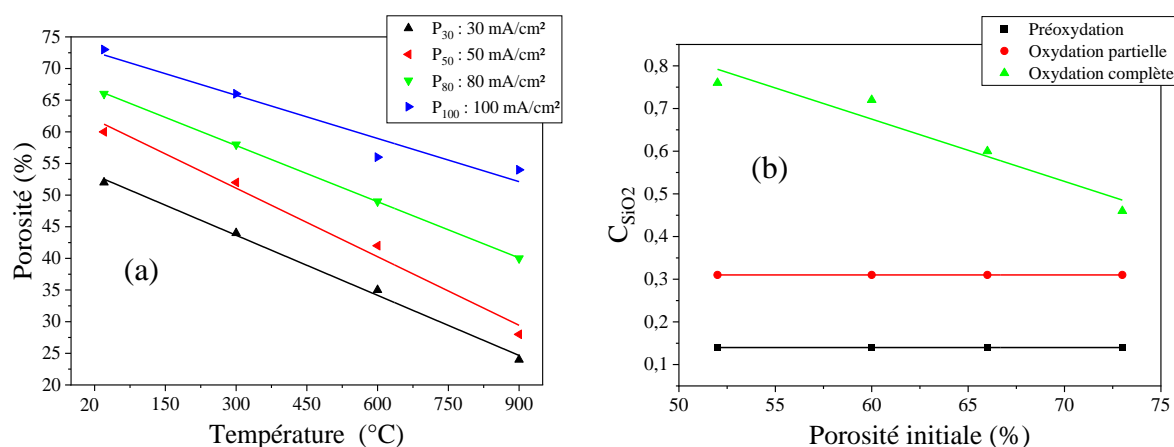 P₃₀ : 30 mA/cm²
P₅₀ : 50 mA/cm²
P₈₀ : 80 mA/cm²
P₁₀₀ : 100 mA/cm²
75
70
65
60
55
50
45
40
35
30
25
20
Porosité (%)
(a)
20 150 300 450 600 750 900
Température (°C)
Préoxydation
Oxydation partielle
Oxydation complète
0,8
0,7
0,6
0,5
0,4
0,3
0,2
0,1
C_SiO2
(b)
50 55 60 65 70 75
Porosité initiale (%)